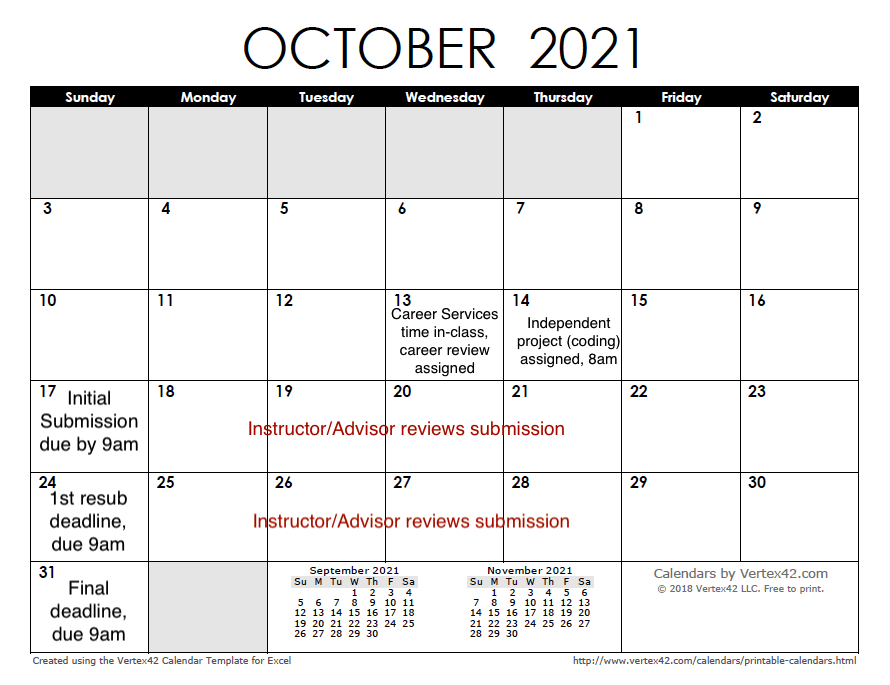 OCTOBER 2021
Sunday Monday Tuesday Wednesday Thursday Friday Saturday
1 2
3 4 5 6 7 8 9
10 11 12 13 14 15 16
Career Services
time in-class,
career review
assigned
Independent
project (coding)
assigned, 8am
17 18 19 20 21 22 23
Initial
Submission
due by 9am
Instructor/Advisor reviews submission
24 25 26 27 28 29 30
1st resub
deadline,
due 9am
Instructor/Advisor reviews submission
31
Final
deadline,
due 9am
September 2021
Su M Tu W Th F Sa
1 2 3 4
5 6 7 8 9 10 11
12 13 14 15 16 17 18
19 20 21 22 23 24 25
26 27 28 29 30
November 2021
Su M Tu W Th F Sa
1 2 3 4 5 6
7 8 9 10 11 12 13
14 15 16 17 18 19 20
21 22 23 24 25 26 27
28 29 30
Calendars by Vertex42.com
© 2018 Vertex42 LLC. Free to print.
Created using the Vertex42 Calendar Template for Excel
http://www.vertex42.com/calendars/printable-calendars.html